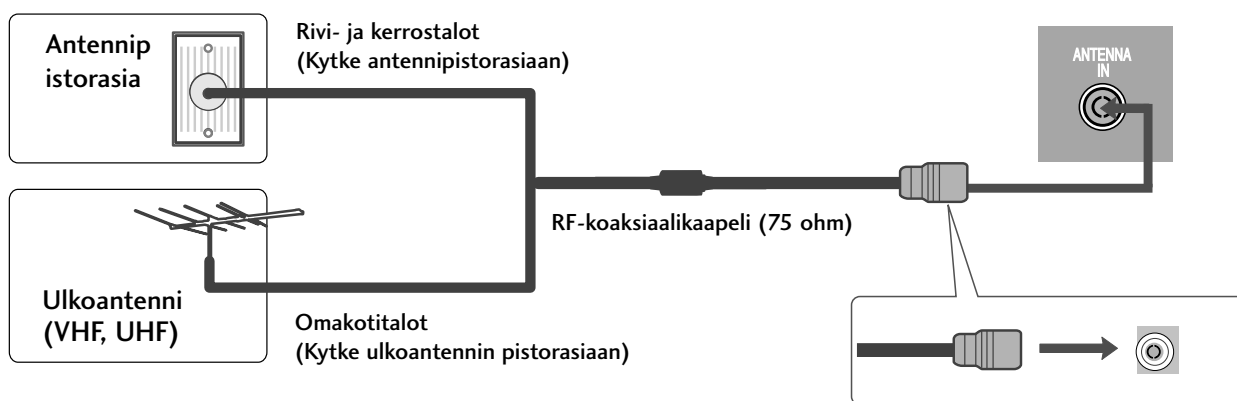 Antennip
istorasia
Rivi- ja kerrostalot
(Kytke antennipistorasiaan)
ANTENNA
IN
RF-koaksiaalikaapeli (75 ohm)
Ulkoantenni
(VHF, UHF)
Omakotitalot
(Kytke ulkoantennin pistorasiaan)